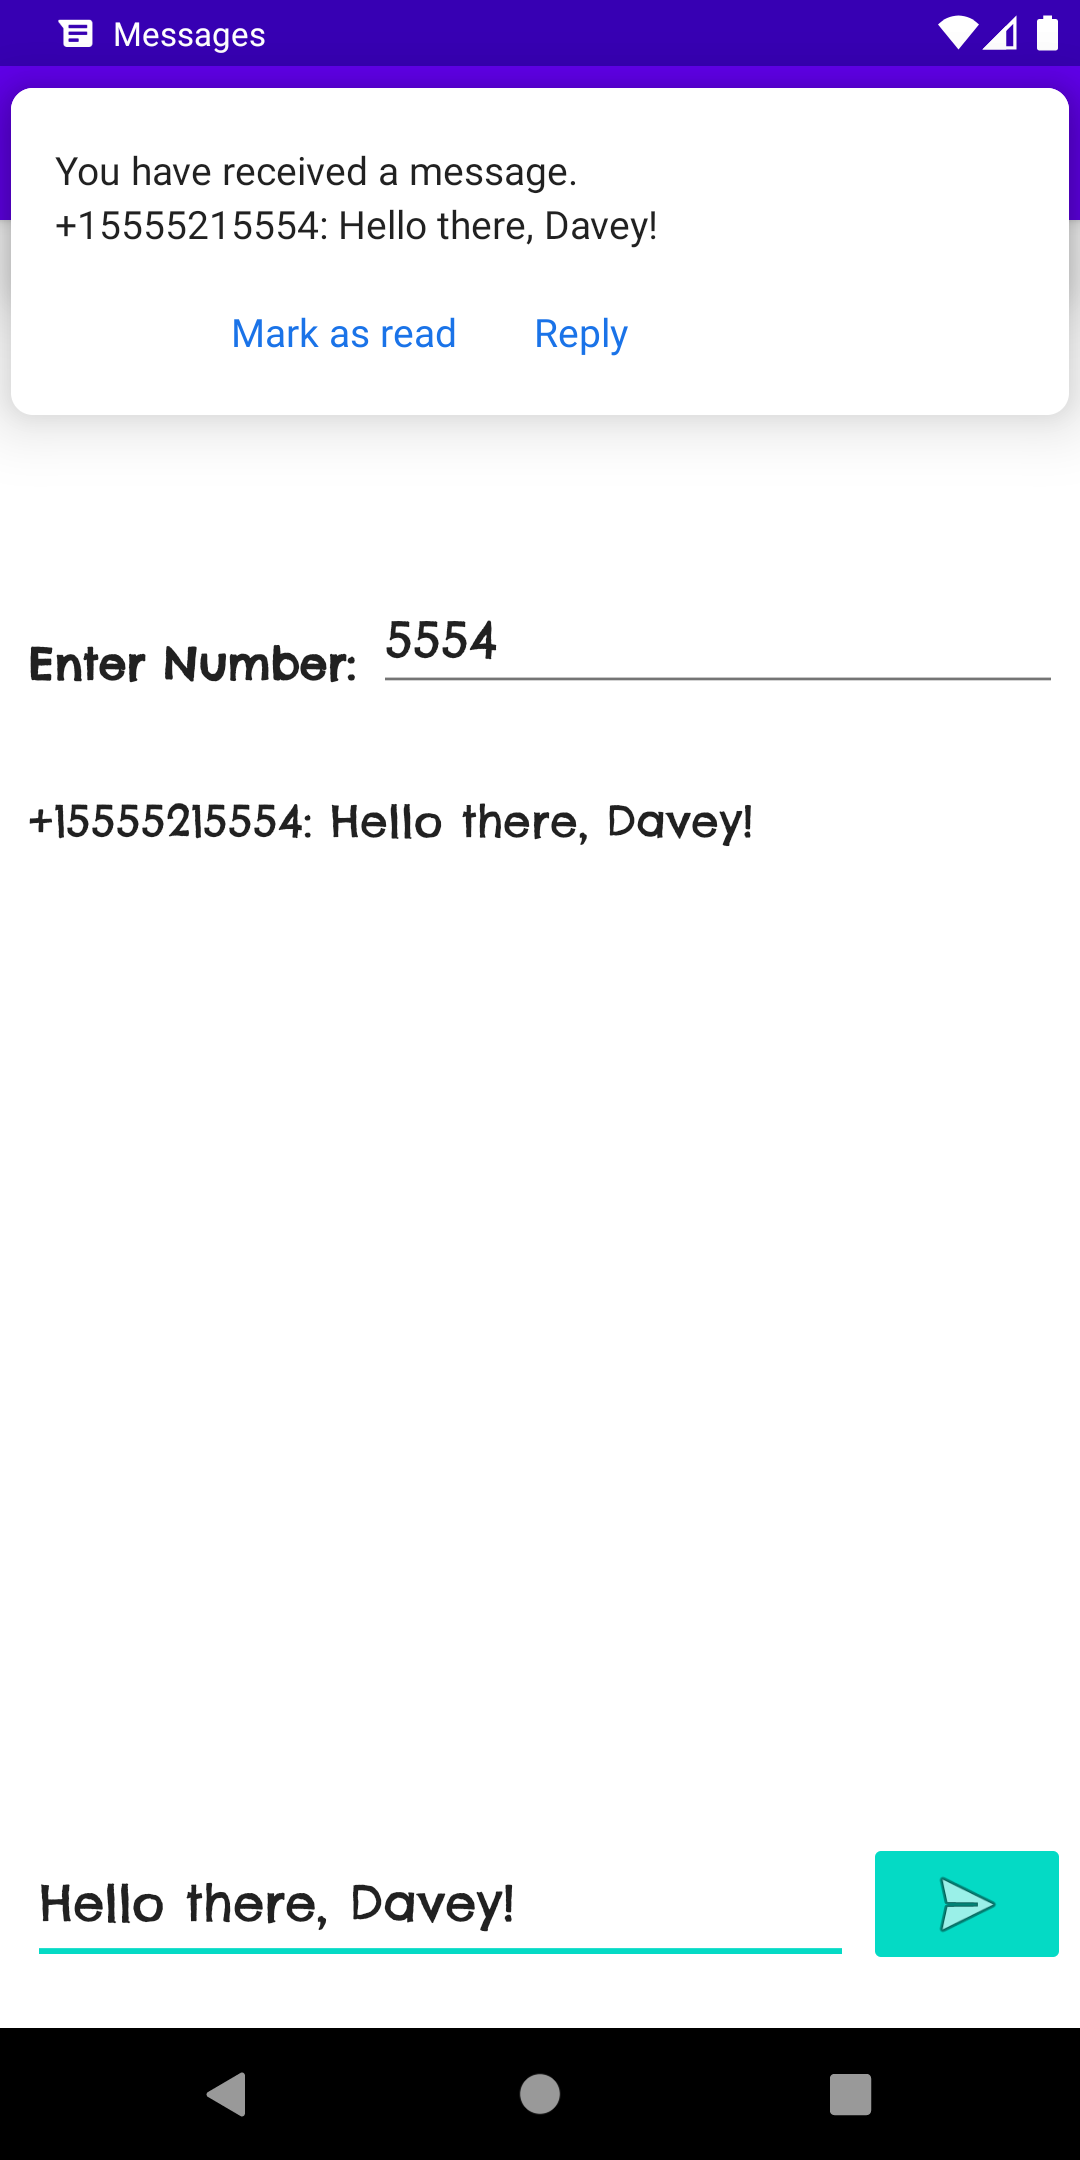 Messages
You have received a message.
+15555215554: Hello there, Davey!
Mark as read Reply
Enter Number: 5554
+15555215554: Hello there, Davey!
Hello there, Davey!